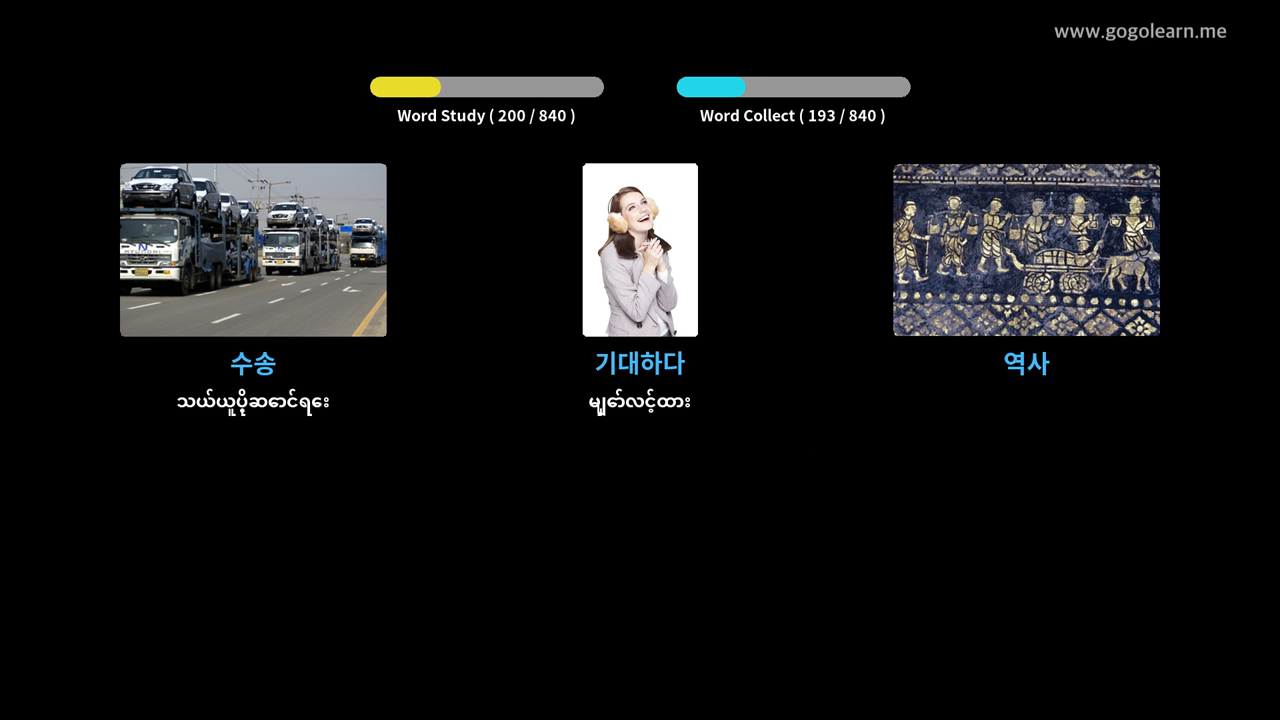 www.gogolearn.me
Word Study ( 200 / 840 )
Word Collect ( 193 / 840 )
수송
기대하다
역사
သယ်ယူပို့ဆောင်ရေး
မျှော်လင့်ထား